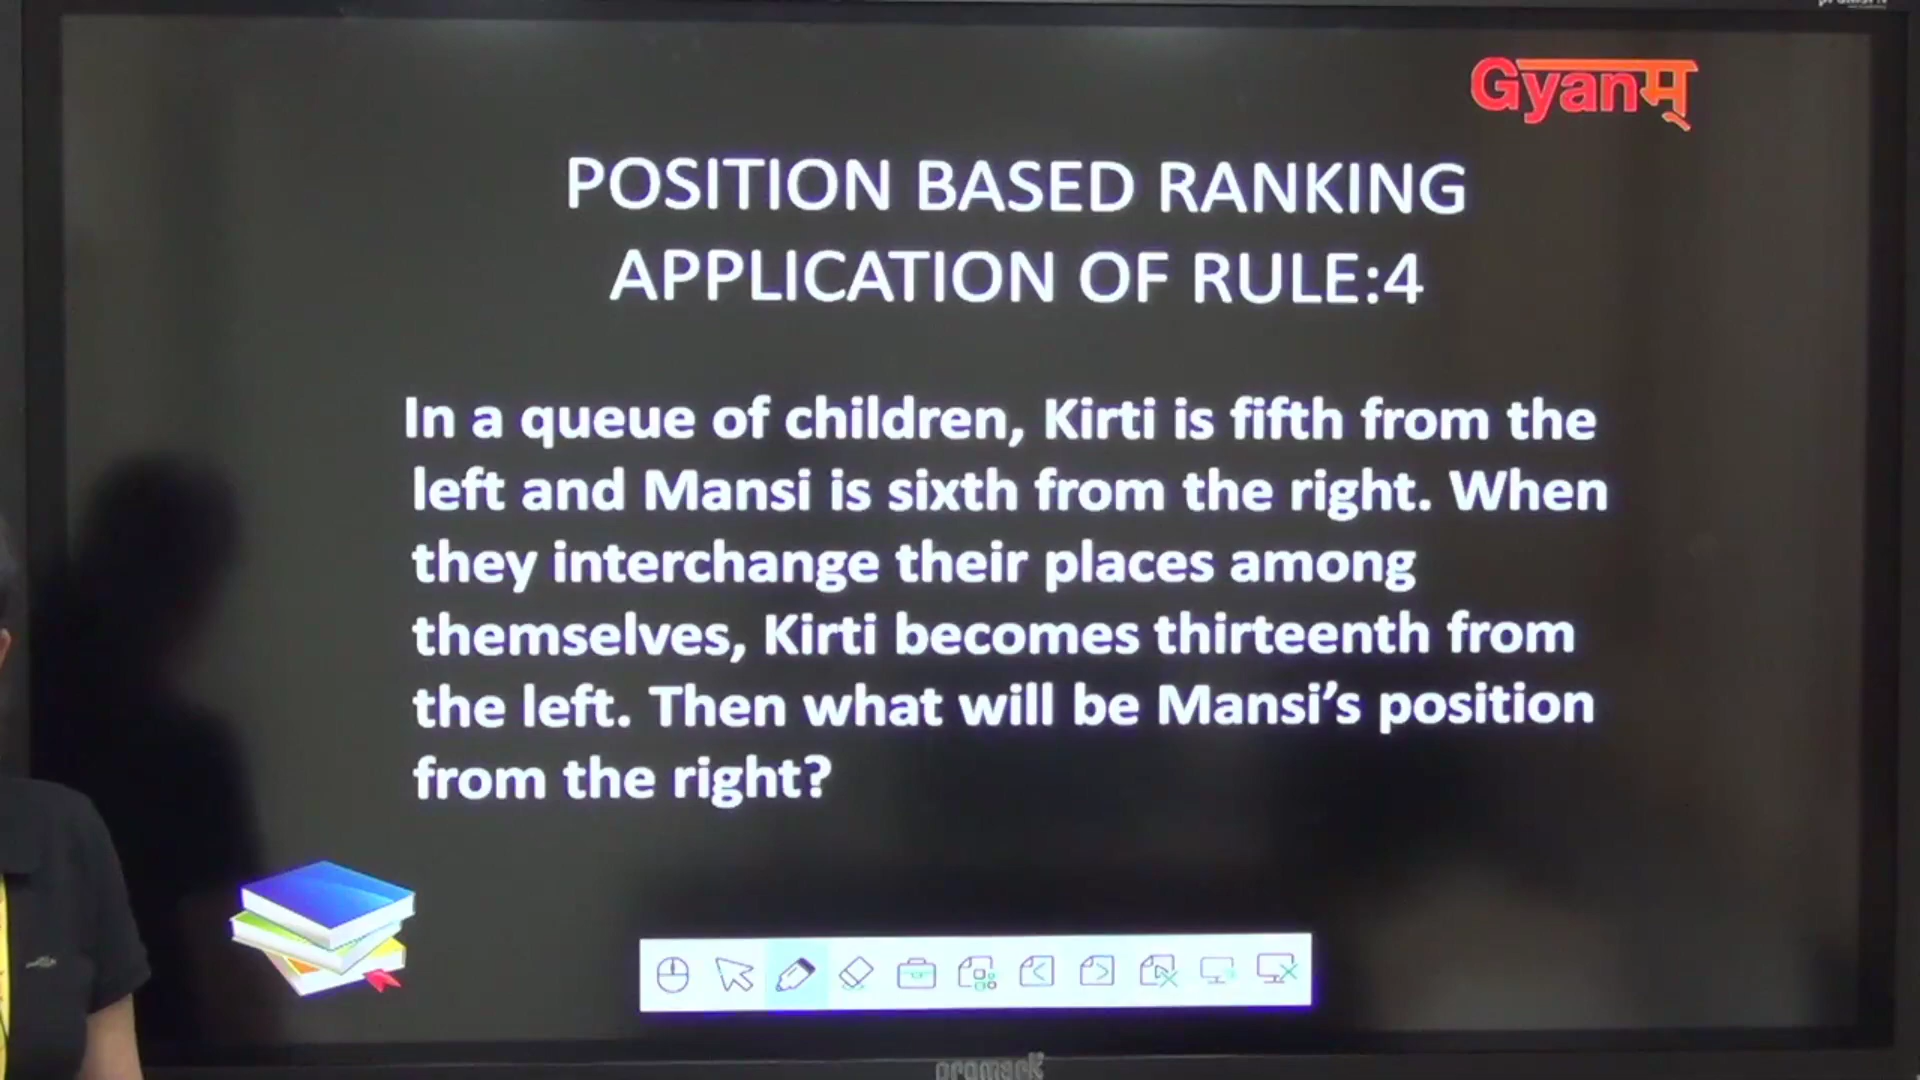 Gyanम्
POSITION BASED RANKING
APPLICATION OF RULE:4
In a queue of children, Kirti is fifth from the
left and Mansi is sixth from the right. When
they interchange their places among
themselves, Kirti becomes thirteenth from
the left. Then what will be Mansi’s position
from the right?
promark